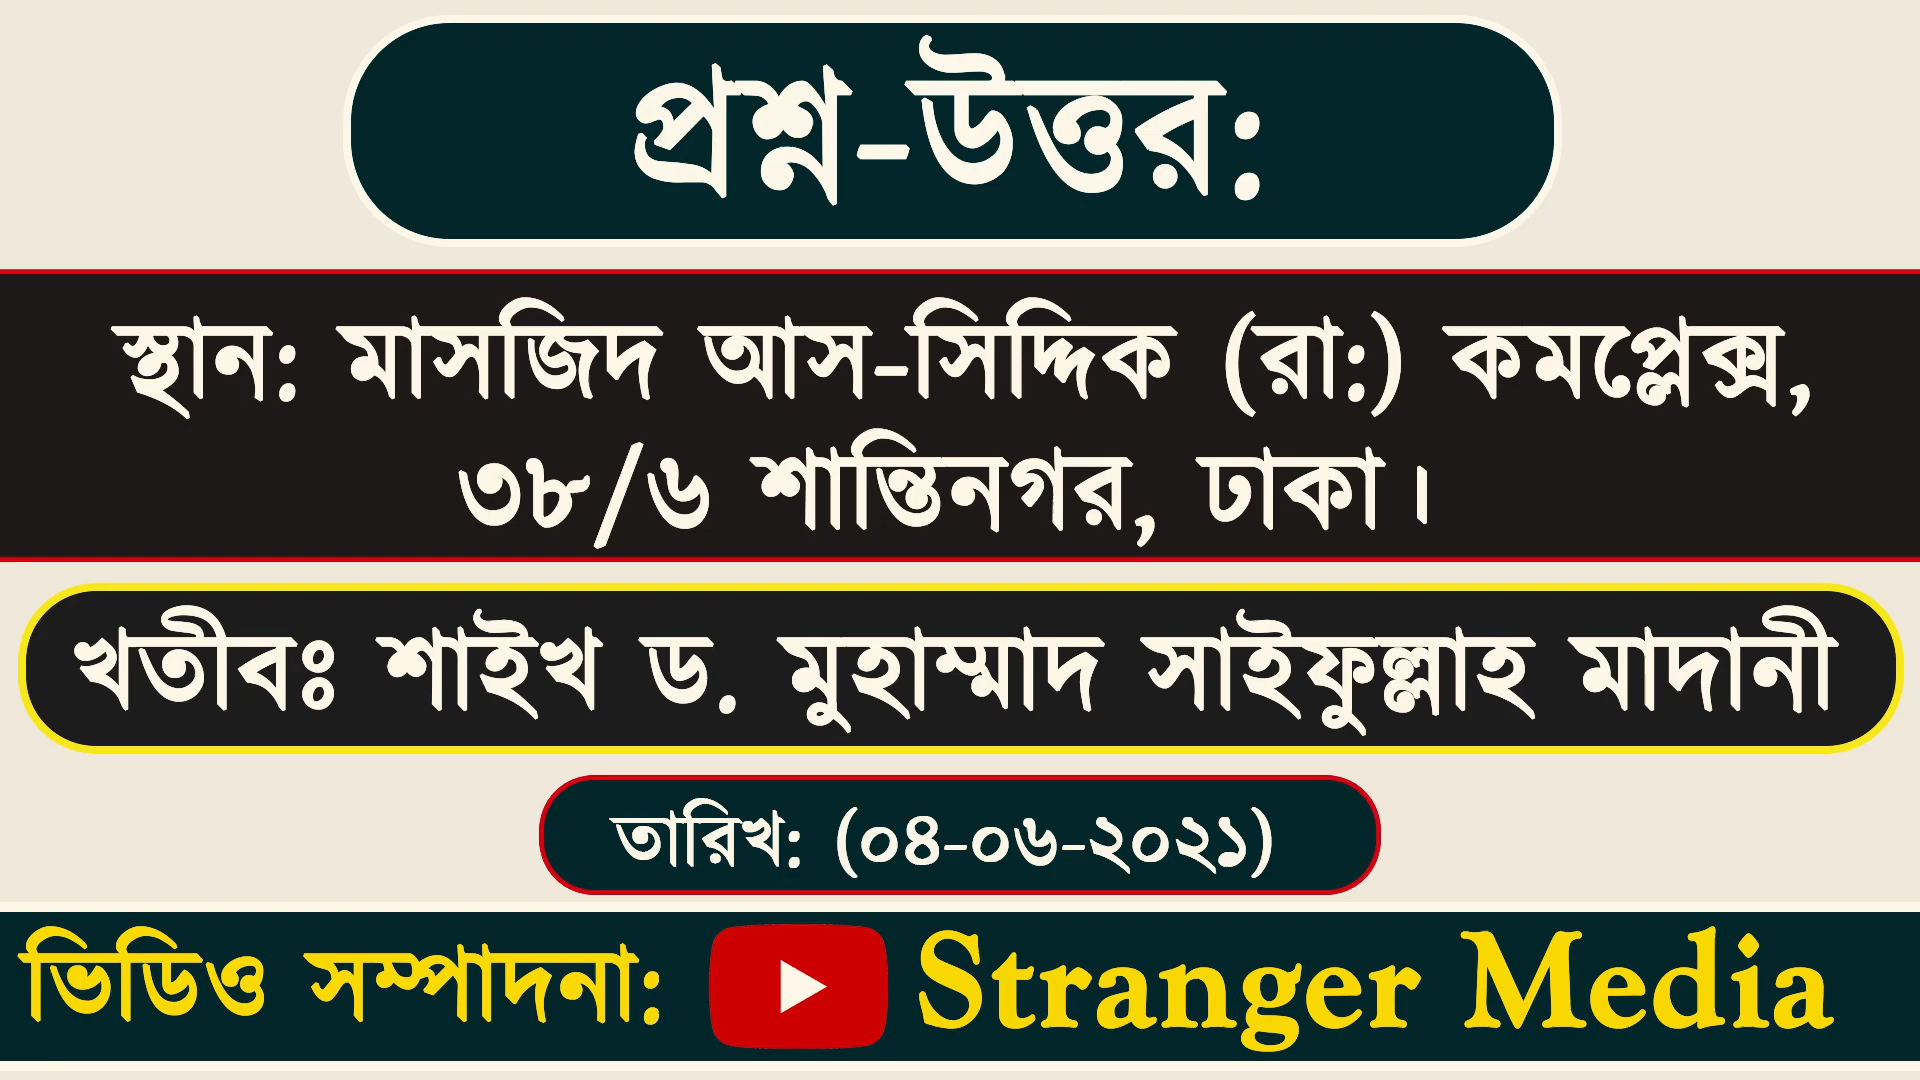 প্রশ্ন-উত্তর:
স্থান: মাসজিদ আস-সিদ্দিক (রা:) কমপ্লেক্স,
৩৮/৬ শান্তিনগর, ঢাকা।
খতীবঃ শাইখ ড. মুহাম্মাদ সাইফুল্লাহ মাদানী
তারিখ: (০৪-০৬-২০২১)
ভিডিও সম্পাদনা: Stranger Media